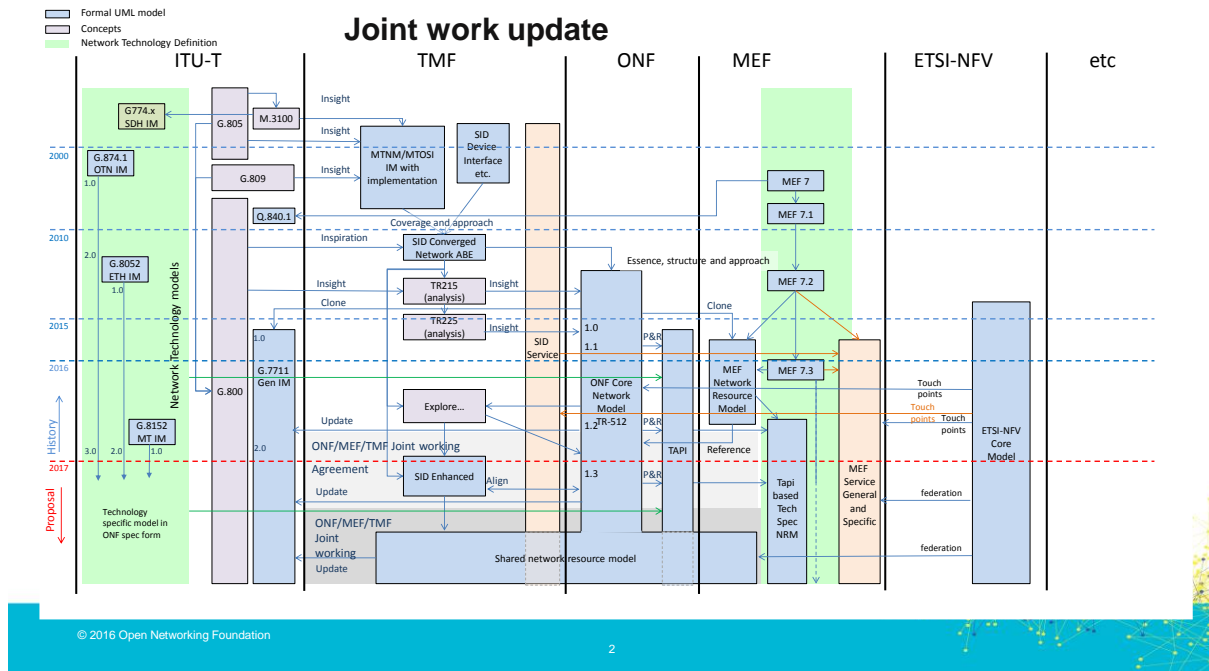 Formal UML model
Concepts
Network Technology Definition
Joint work update
ITU-T
TMF
ONF
MEF
ETSI-NFV
etc
2000
2010
2015
2016
2017
History
Proposal
G774.x
SDH IM
G.874.1
OTN IM
1.0
2.0
3.0
G.8052
ETH IM
1.0
2.0
G.8152
MT IM
1.0
Network Technology models
Technology
specific model in
ONF spec form
G.805
M.3100
G.809
Q.840.1
G.800
1.0
G.7711
Gen IM
2.0
Insight
Insight
Insight
Inspiration
Insight
Clone
Update
ONF/MEF/TMF Joint working
Agreement
Update
ONF/MEF/TMF
Joint
working
Update
MTNM/MTOSI
IM with
implementation
SID
Device
Interface
etc.
Coverage and approach
SID Converged
Network ABE
TR215
(analysis)
TR225
(analysis)
Insight
Insight
Explore...
SID Enhanced
Align
SID
Service
Shared network resource model
Essence, structure and approach
1.0
1.1
ONF Core
Network
Model
TR-512
1.2
1.3
P&R
P&R
P&R
TAPI
Clone
Reference
MEF
Network
Resource
Model
MEF 7
MEF 7.1
MEF 7.2
MEF 7.3
Tapi
based
Tech
Spec
NRM
MEF
Service
General
and
Specific
Touch
points
Touch
points
Touch
points
federation
federation
ETSI-NFV
Core
Model
© 2016 Open Networking Foundation
2